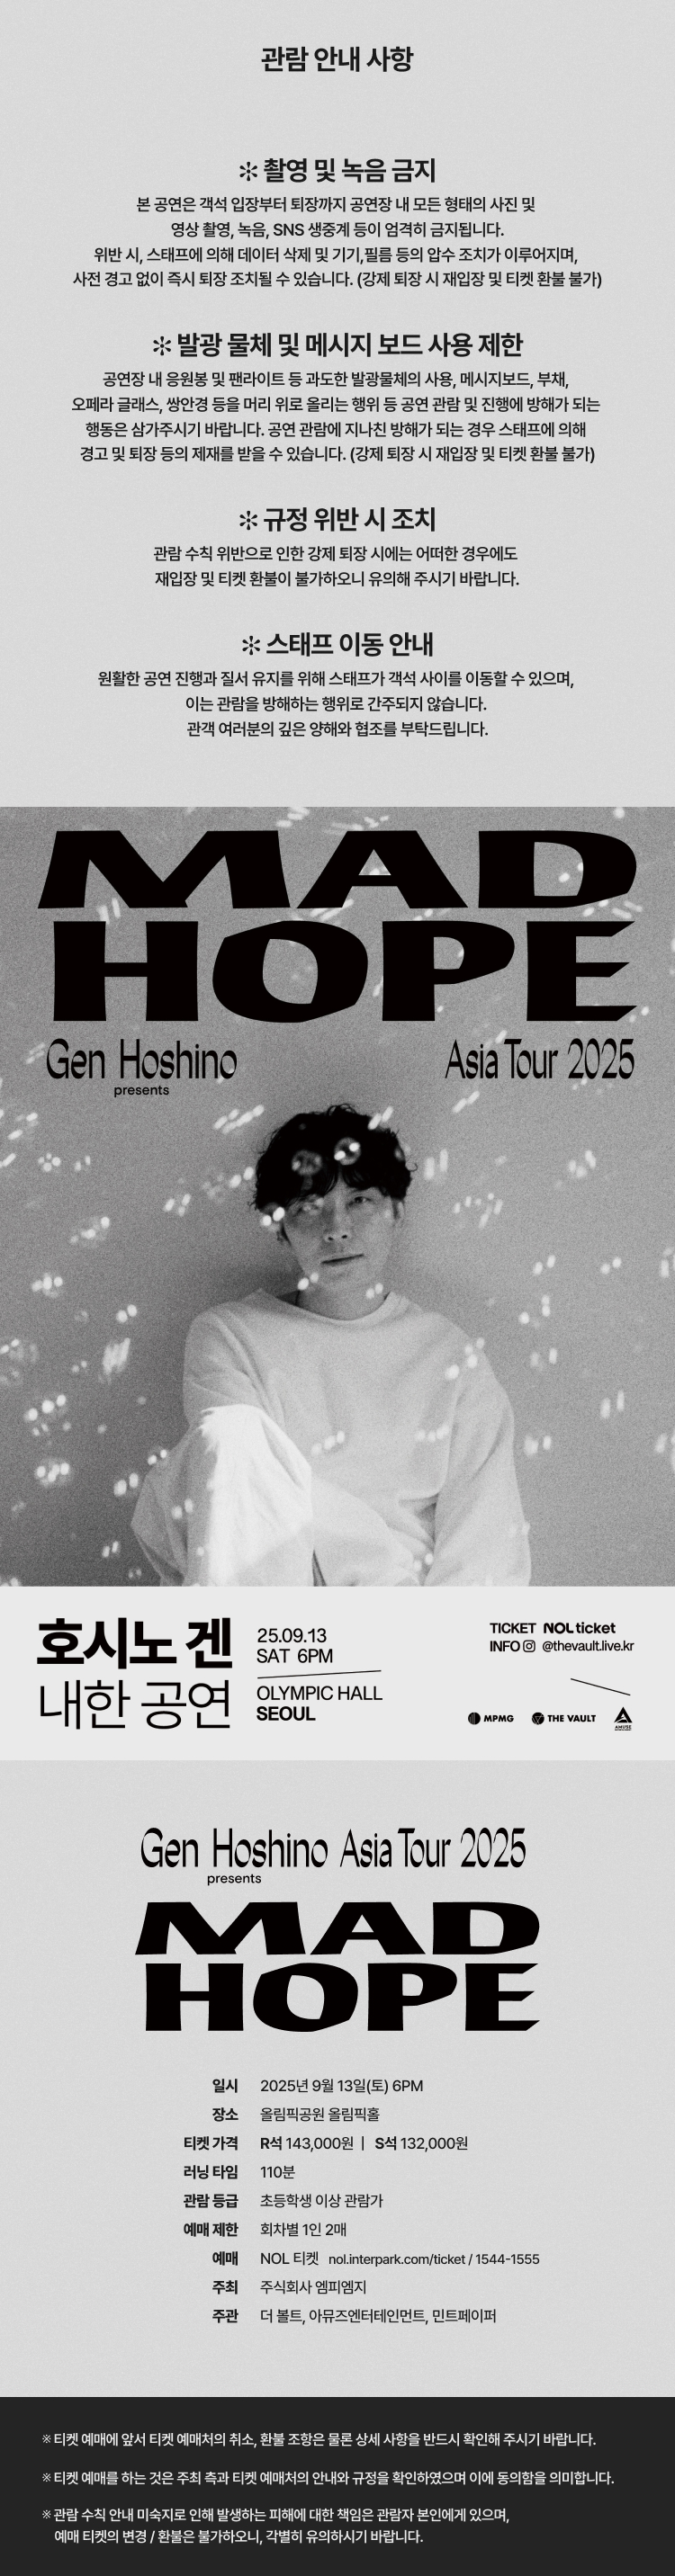 관람 안내 사항
✼ 촬영 및 녹음 금지
본 공연은 객석 입장부터 퇴장까지 공연장 내 모든 형태의 사진 및
영상 촬영, 녹음, SNS 생중계 등이 엄격히 금지됩니다.
위반 시, 스태프에 의해 데이터 삭제 및 기기,필름 등의 압수 조치가 이루어지며,
사전 경고 없이 즉시 퇴장 조치될 수 있습니다. (강제 퇴장 시 재입장 및 티켓 환불 불가)
✼ 발광 물체 및 메시지 보드 사용 제한
공연장 내 응원봉 및 팬라이트 등 과도한 발광물체의 사용, 메시지보드, 부채,
오페라 글래스, 쌍안경 등을 머리 위로 올리는 행위 등 공연 관람 및 진행에 방해가 되는
행동은 삼가주시기 바랍니다. 공연 관람에 지나친 방해가 되는 경우 스태프에 의해
경고 및 퇴장 등의 제재를 받을 수 있습니다. (강제 퇴장 시 재입장 및 티켓 환불 불가)
✼ 규정 위반 시 조치
관람 수칙 위반으로 인한 강제 퇴장 시에는 어떠한 경우에도
재입장 및 티켓 환불이 불가하오니 유의해 주시기 바랍니다.
✼ 스태프 이동 안내
원활한 공연 진행과 질서 유지를 위해 스태프가 객석 사이를 이동할 수 있으며,
이는 관람을 방해하는 행위로 간주되지 않습니다.
관객 여러분의 깊은 양해와 협조를 부탁드립니다.
MAD
HOPE
Gen Hoshino
presents
Asia Tour 2025
호시노 겐
내한 공연
25.09.13
SAT 6PM
OLYMPIC HALL
SEOUL
TICKET NOL ticket
INFO @thevault.live.kr
MPMG THE VAULT AMUSE
Gen Hoshino Asia Tour 2025
presents
MAD
HOPE
일시 2025년 9월 13일(토) 6PM
장소 올림픽공원 올림픽홀
티켓 가격 R석 143,000원 | S석 132,000원
러닝 타임 110분
관람 등급 초등학생 이상 관람가
예매 제한 회차별 1인 2매
예매 NOL 티켓 nol.interpark.com/ticket / 1544-1555
주최 주식회사 엠피엠지
주관 더 볼트, 아뮤즈엔터테인먼트, 민트페이퍼
※ 티켓 예매에 앞서 티켓 예매처의 취소, 환불 조항은 물론 상세 사항을 반드시 확인해 주시기 바랍니다.
※ 티켓 예매를 하는 것은 주최 측과 티켓 예매처의 안내와 규정을 확인하였으며 이에 동의함을 의미합니다.
※ 관람 수칙 안내 미숙지로 인해 발생하는 피해에 대한 책임은 관람자 본인에게 있으며,
예매 티켓의 변경 / 환불은 불가하오니, 각별히 유의하시기 바랍니다.